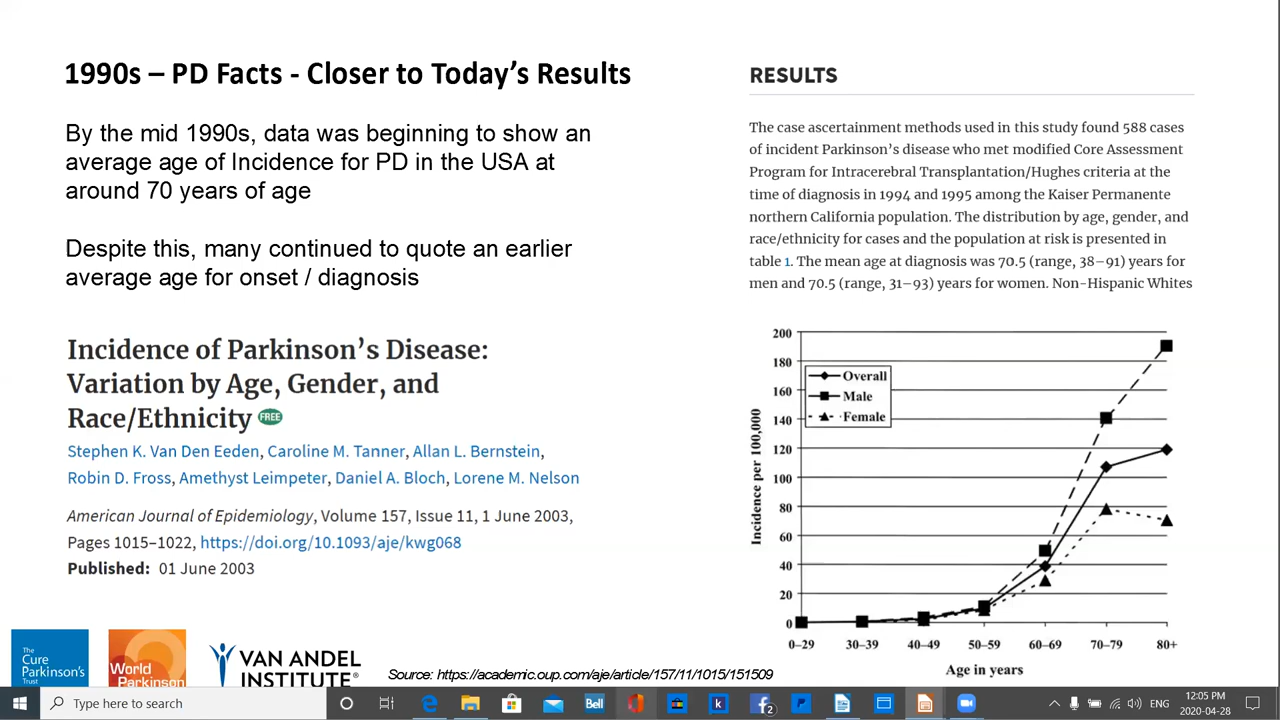 1990s – PD Facts - Closer to Today's Results
By the mid 1990s, data was beginning to show an
average age of Incidence for PD in the USA at
around 70 years of age
Despite this, many continued to quote an earlier
average age for onset / diagnosis
Incidence of Parkinson's Disease:
Variation by Age, Gender, and
Race/Ethnicity FREE
Stephen K. Van Den Eeden, Caroline M. Tanner, Allan L. Bernstein,
Robin D. Fross, Amethyst Leimpeter, Daniel A. Bloch, Lorene M. Nelson
American Journal of Epidemiology, Volume 157, Issue 11, 1 June 2003,
Pages 1015–1022, https://doi.org/10.1093/aje/kwg068
Published: 01 June 2003
RESULTS
The case ascertainment methods used in this study found 588 cases
of incident Parkinson's disease who met modified Core Assessment
Program for Intracerebral Transplantation/Hughes criteria at the
time of diagnosis in 1994 and 1995 among the Kaiser Permanente
northern California population. The distribution by age, gender, and
race/ethnicity for cases and the population at risk is presented in
table 1. The mean age at diagnosis was 70.5 (range, 38–91) years for
men and 70.5 (range, 31–93) years for women. Non-Hispanic Whites
200
180
160
140
120
100
80
60
40
20
0
Incidence per 100,000
Overall
Male
Female
0–29 30–39 40–49 50–59 60–69 70–79 80+
Age in years
The
Cure
Parkinson's
Trust
World
Parkinson
VAN ANDEL
INSTITUTE®
Source: https://academic.oup.com/aje/article/157/11/1015/151509
Type here to search
Bell
k
2
ENG
12:05 PM
2020-04-28